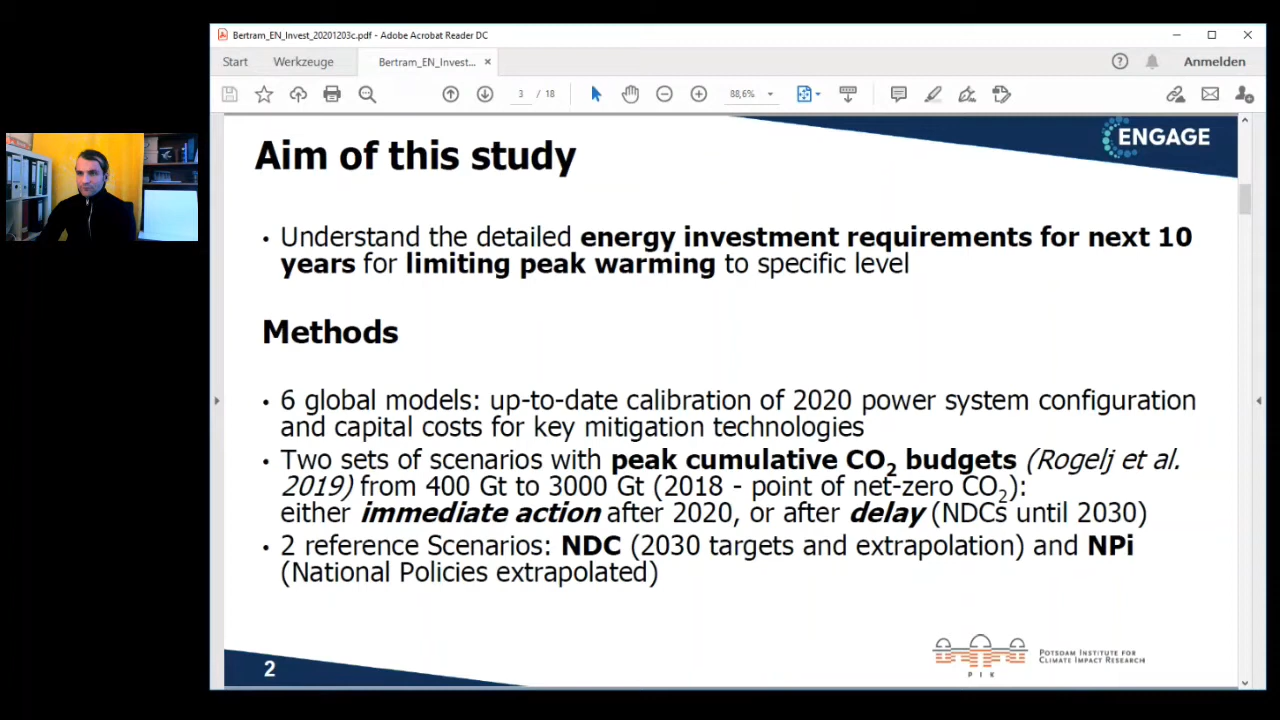 Bertram_EN_Invest_20201203c.pdf - Adobe Acrobat Reader DC
Start Werkzeuge Bertram_EN_Invest... Anmelden
3 / 18 88,6%
ENGAGE
Aim of this study
• Understand the detailed energy investment requirements for next 10
years for limiting peak warming to specific level
Methods
• 6 global models: up-to-date calibration of 2020 power system configuration
and capital costs for key mitigation technologies
• Two sets of scenarios with peak cumulative CO₂ budgets (Rogelj et al.
2019) from 400 Gt to 3000 Gt (2018 - point of net-zero CO₂):
either immediate action after 2020, or after delay (NDCs until 2030)
• 2 reference Scenarios: NDC (2030 targets and extrapolation) and NPi
(National Policies extrapolated)
2
POTSDAM INSTITUTE FOR
CLIMATE IMPACT RESEARCH
P I K